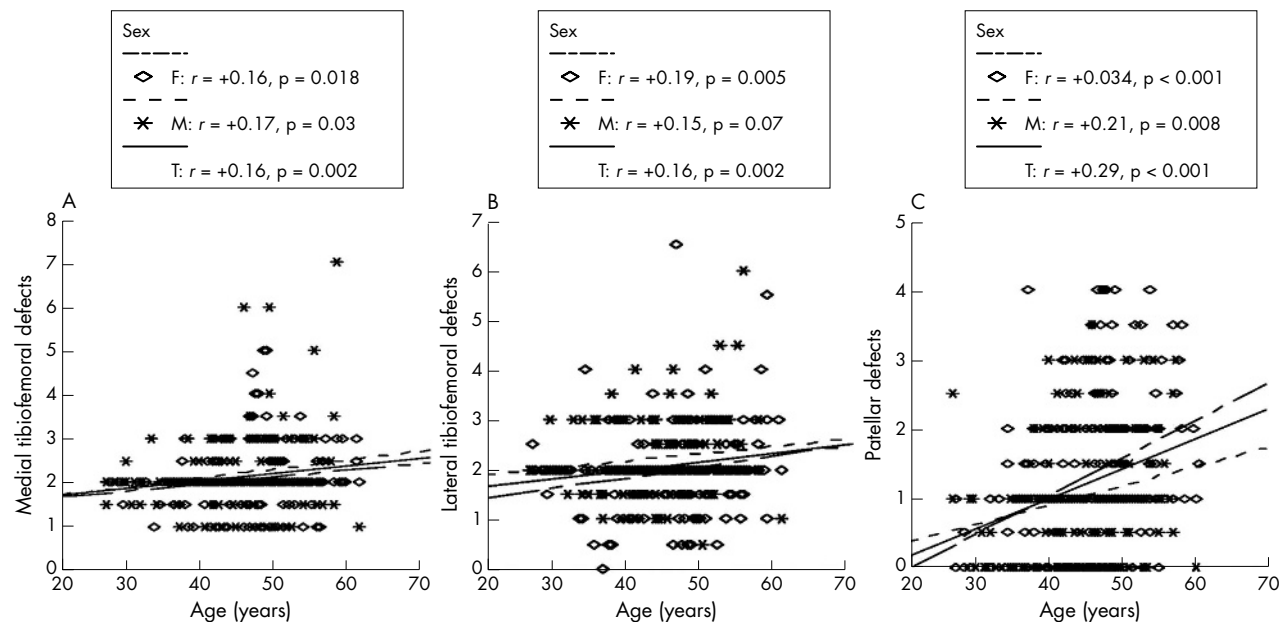 Sex
F: r = +0.16, p = 0.018
M: r = +0.17, p = 0.03
T: r = +0.16, p = 0.002
A
8
7
6
5
4
3
2
1
0
20 30 40 50 60 70
Medial tibiofemoral defects
Age (years)
Sex
F: r = +0.19, p = 0.005
M: r = +0.15, p = 0.07
T: r = +0.16, p = 0.002
B
7
6
5
4
3
2
1
0
20 30 40 50 60 70
Lateral tibiofemoral defects
Age (years)
Sex
F: r = +0.034, p < 0.001
M: r = +0.21, p = 0.008
T: r = +0.29, p < 0.001
C
5
4
3
2
1
0
20 30 40 50 60 70
Patellar defects
Age (years)